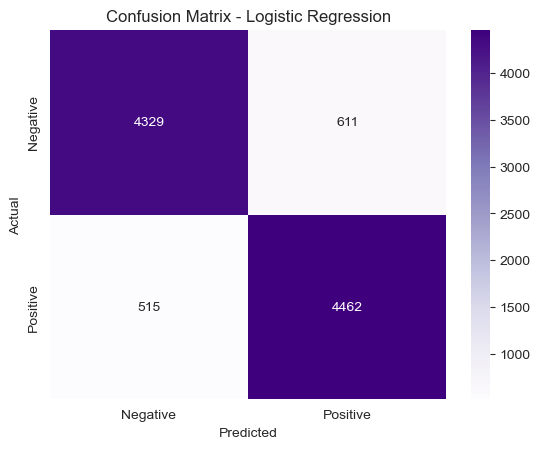 Confusion Matrix - Logistic Regression
Actual
Negative
Positive
4329
611
515
4462
Negative
Positive
Predicted
4000
3500
3000
2500
2000
1500
1000